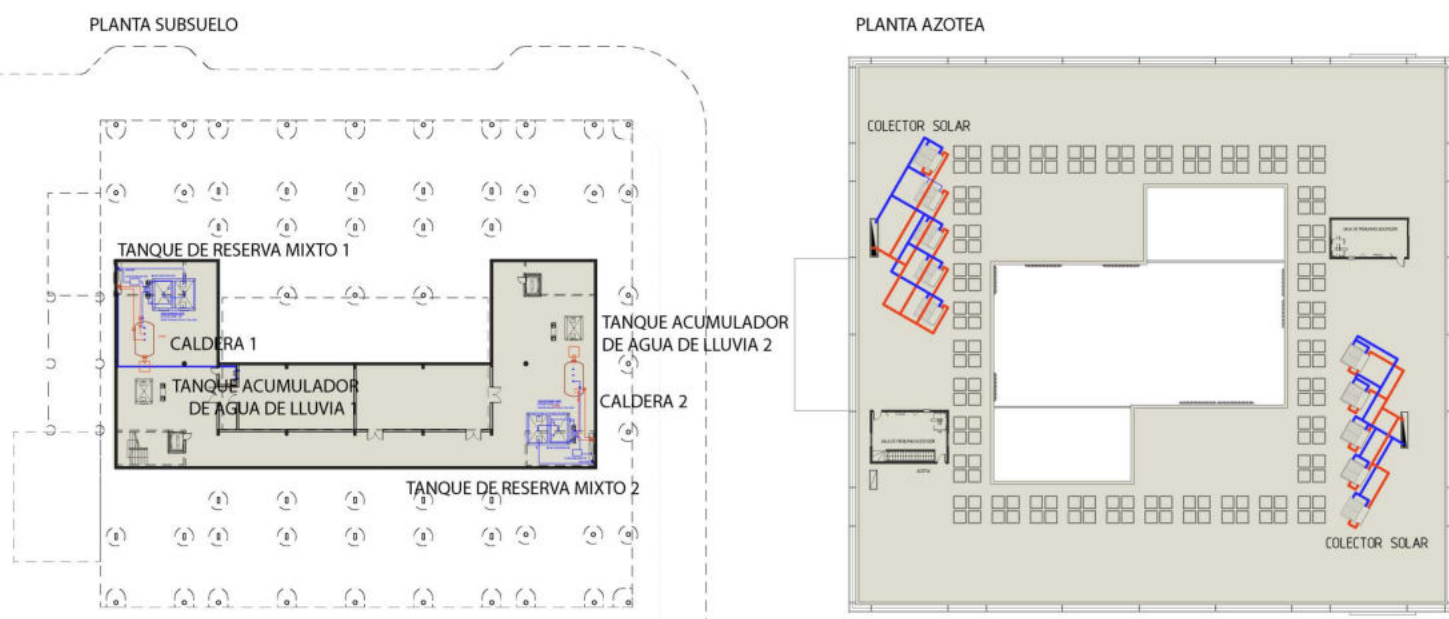 PLANTA SUBSUELO
TANQUE DE RESERVA MIXTO 1
CALDERA 1
TANQUE ACUMULADOR
DE AGUA DE LLUVIA 1
TANQUE ACUMULADOR
DE AGUA DE LLUVIA 2
CALDERA 2
TANQUE DE RESERVA MIXTO 2
PLANTA AZOTEA
COLECTOR SOLAR
COLECTOR SOLAR